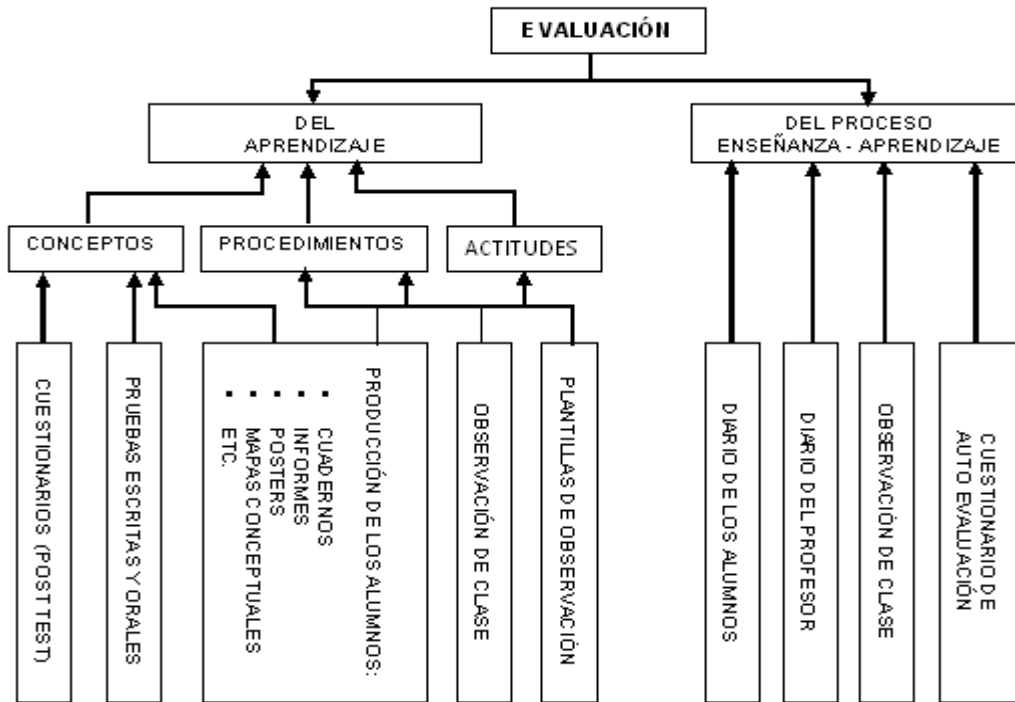 EVALUACIÓN
DEL
APRENDIZAJE
DEL PROCESO
ENSEÑANZA - APRENDIZAJE
CONCEPTOS
PROCEDIMIENTOS
ACTITUDES
CUESTIONARIOS (POST TEST)
PRUEBAS ESCRITAS Y ORALES
PRODUCCIÓN DE LOS ALUMNOS:
▪ CUADERNOS
▪ INFORMES
▪ POSTERS
▪ MAPAS CONCEPTUALES
▪ ETC.
OBSERVACIÓN DE CLASE
PLANTILLAS DE OBSERVACIÓN
DIARIO DE LOS ALUMNOS
DIARIO DEL PROFESOR
OBSERVACIÓN DE CLASE
CUESTIONARIO DE
AUTO EVALUACIÓN